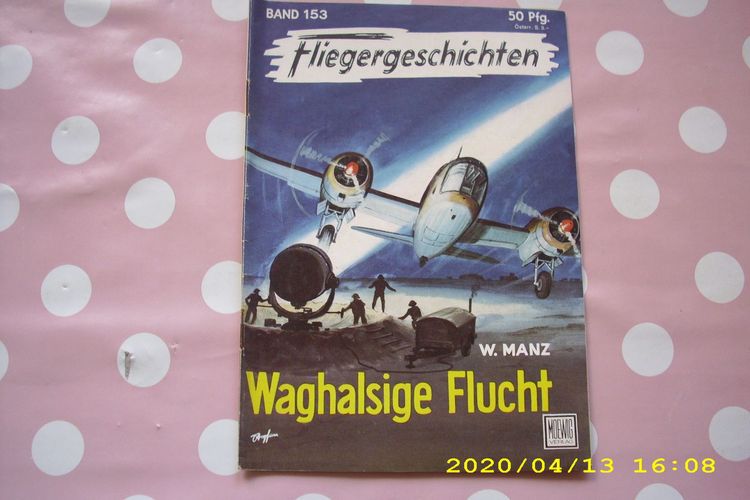 BAND 153
50 Pfg.
Fliegergeschichten
W. MANZ
Waghalsige Flucht
MOEWIG
VERLAG
2020/04/13 16:08